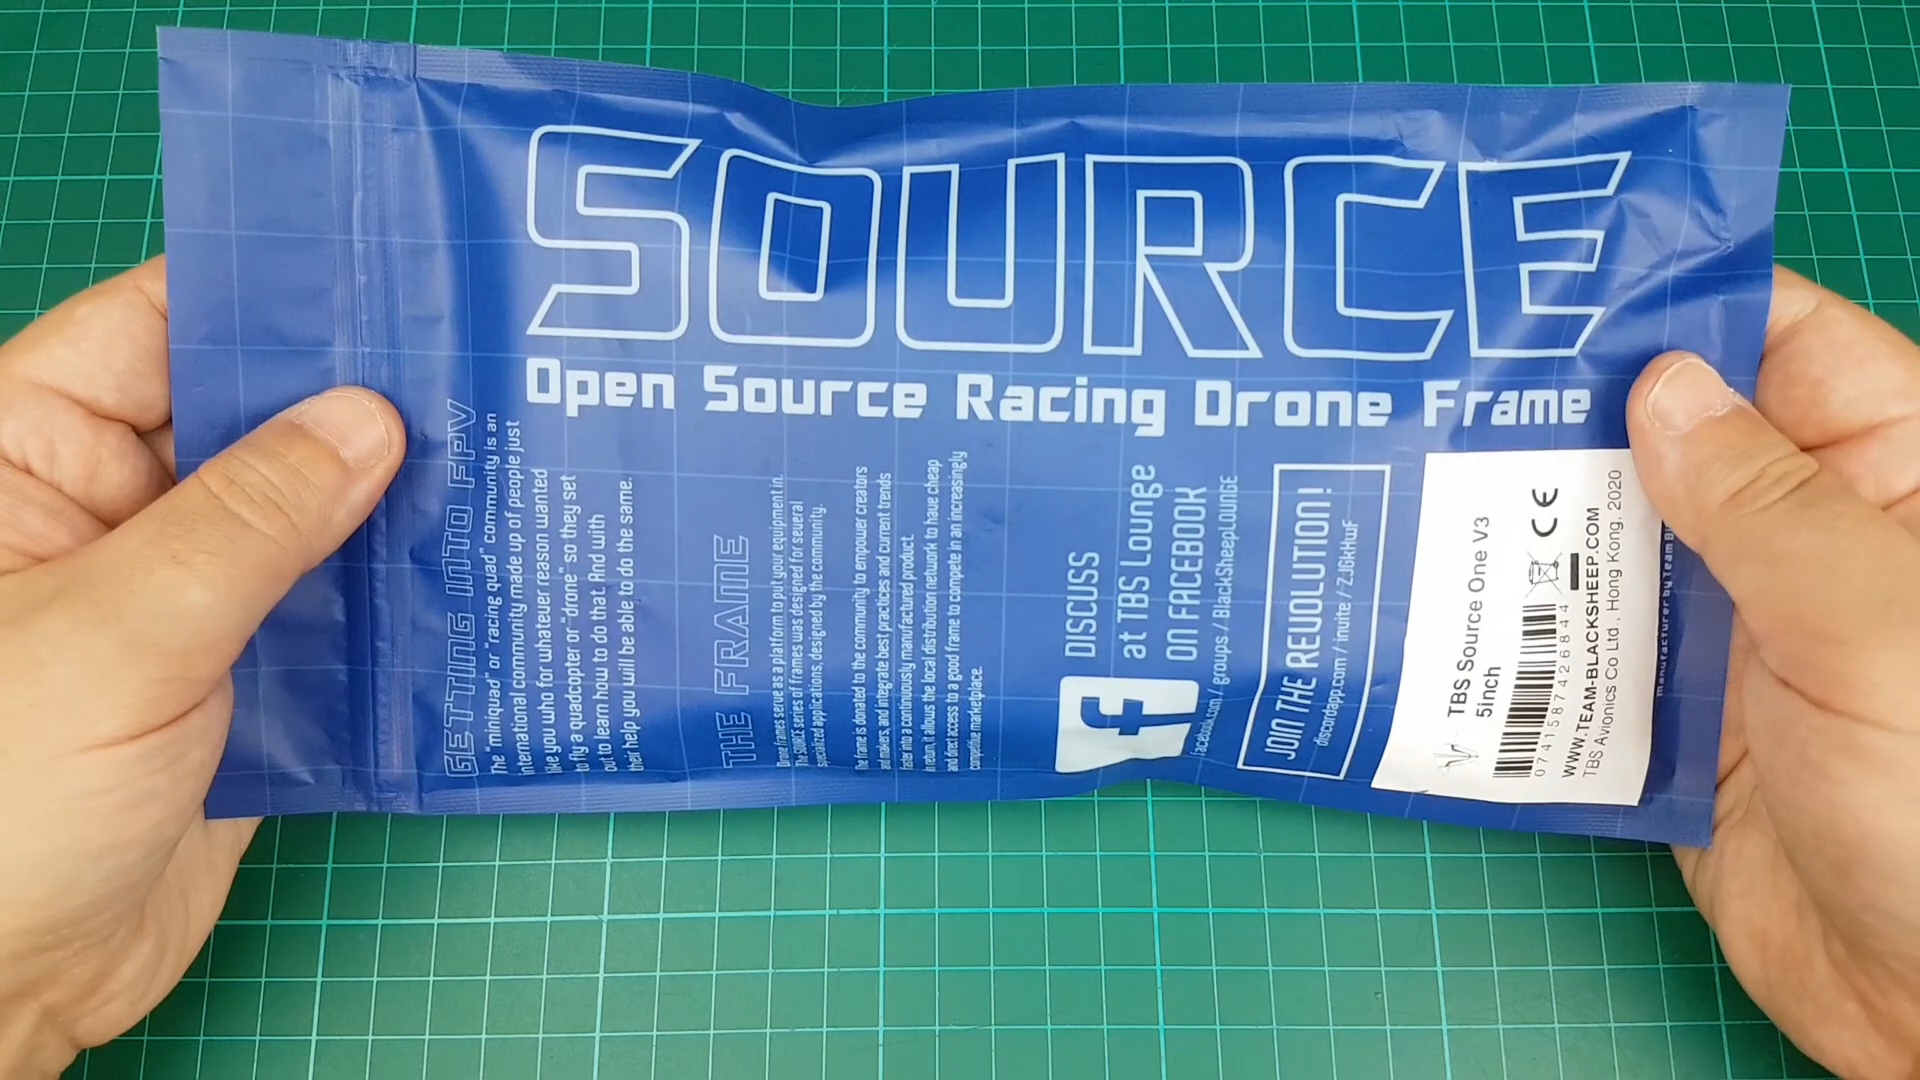 SOURCE
Open Source Racing Drone Frame
GETTING INTO FPV
The "miniquad" or "racing quad" community is an
international community made up of people just
like you who for whatever reason wanted
to fly a quadcopter or "drone" so they set
out to learn how to do that. And with
their help you will be able to do the same.
THE FRAME
Drone frames serve as a platform to put your equipment in.
The SOURCE series of frames was designed for several
specialized applications, designed by the community.
The frame is donated to the community to empower creators
and makers, and integrate best practices and current trends
faster into a continuously manufactured product.
In return, it allows the local distribution network to have cheap
and direct access to a good frame to compete in an increasingly
competitive marketplace.
DISCUSS
at TBS Lounge
ON FACEBOOK
facebook.com / groups / BlackSheepLOUNGE
JOIN THE REVOLUTION!
discordapp.com / invite / ZJGkHuF
TBS Source One V3
5inch
0741587426844
WWW.TEAM-BLACKSHEEP.COM
TBS Avionics Co Ltd., Hong Kong, 2020
CE
manufacturer by Team